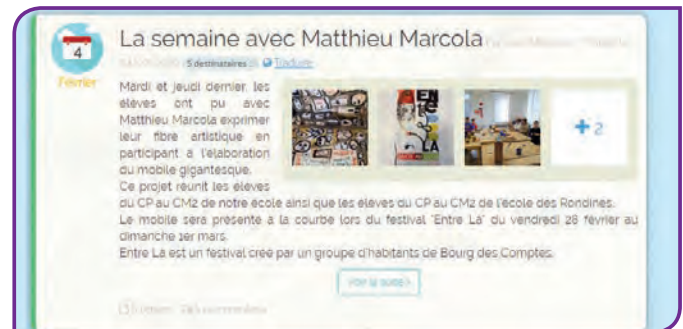 4
Février
La semaine avec Matthieu Marcola
5 destinataires
Traduire
Mardi et jeudi dernier, les
élèves ont pu avec
Matthieu Marcola exprimer
leur fibre artistique en
participant à l'élaboration
du mobile gigantesque.
Ce projet réunit les élèves
du CP au CM2 de notre école ainsi que les élèves du CP au CM2 de l'école des Rondines.
Le mobile sera présenté à la courbe lors du festival "Entre Là" du vendredi 28 février au
dimanche 1er mars.
Entre Là est un festival créé par un groupe d'habitants de Bourg des Comptes.
+2
Voir la suite >